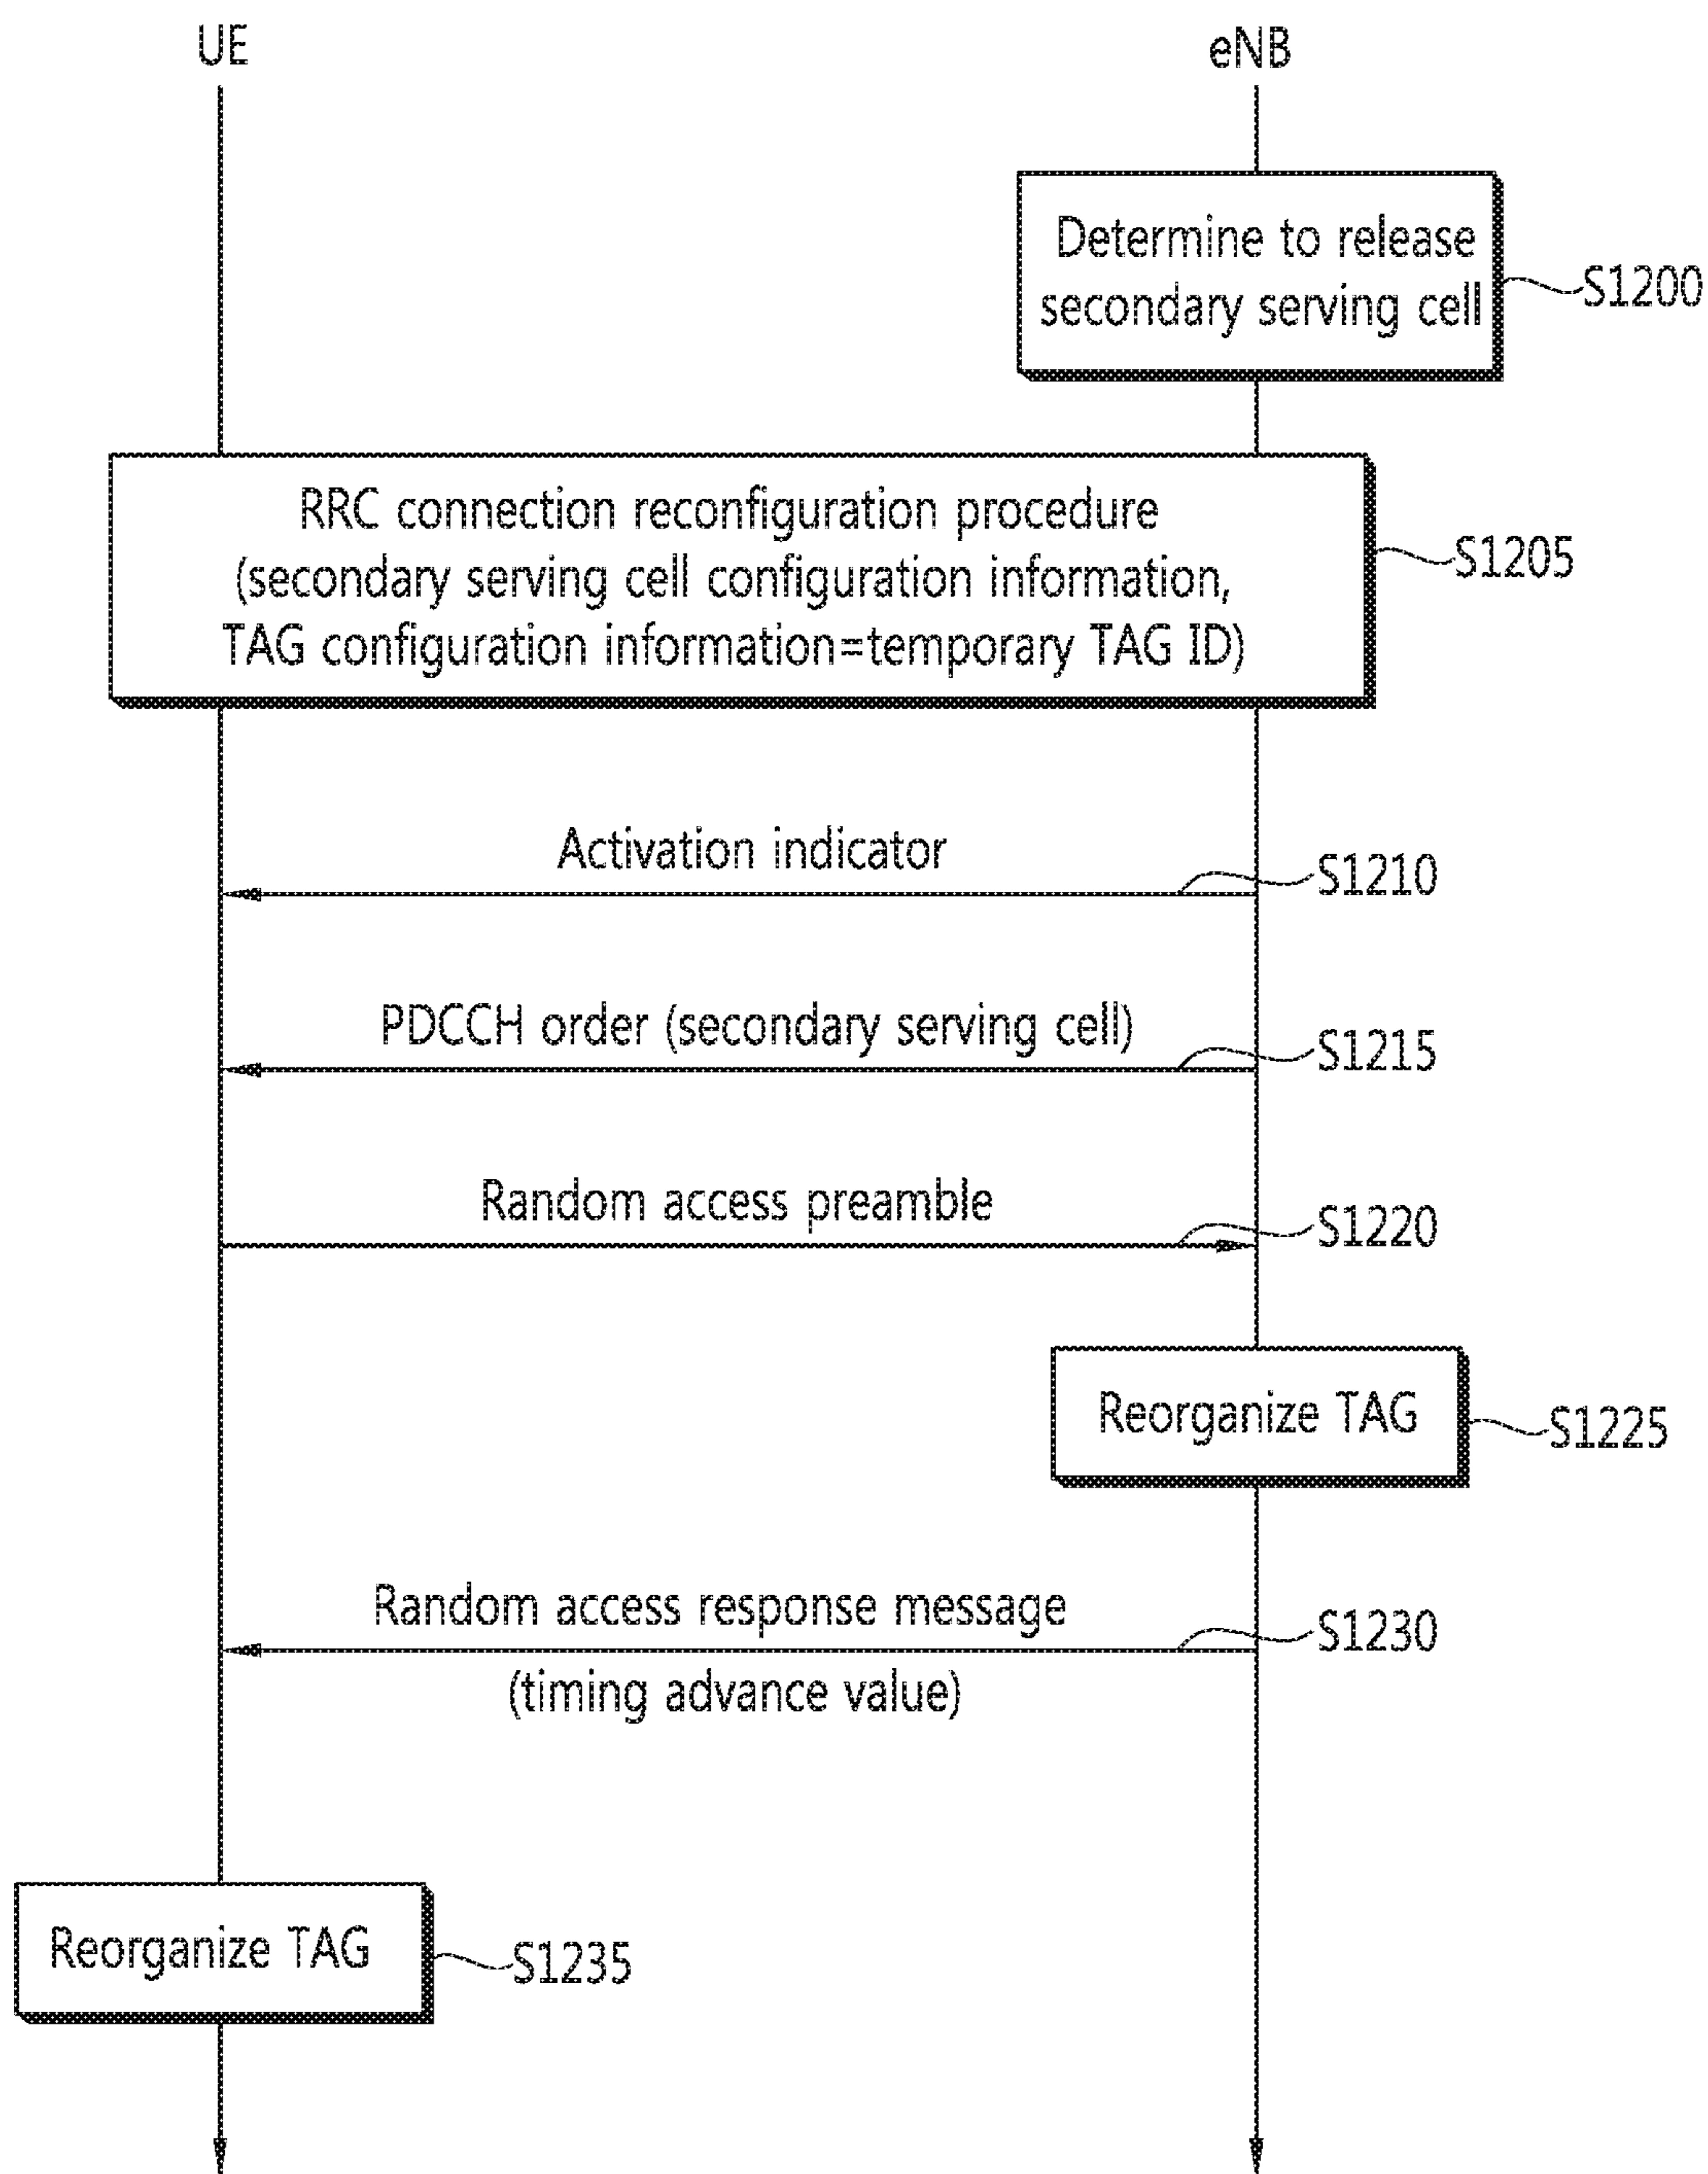 UE
eNB
Determine to release
secondary serving cell
S1200
RRC connection reconfiguration procedure
(secondary serving cell configuration information,
TAG configuration information=temporary TAG ID)
S1205
Activation indicator
S1210
PDCCH order (secondary serving cell)
S1215
Random access preamble
S1220
Reorganize TAG
S1225
Random access response message
S1230
(timing advance value)
Reorganize TAG
S1235